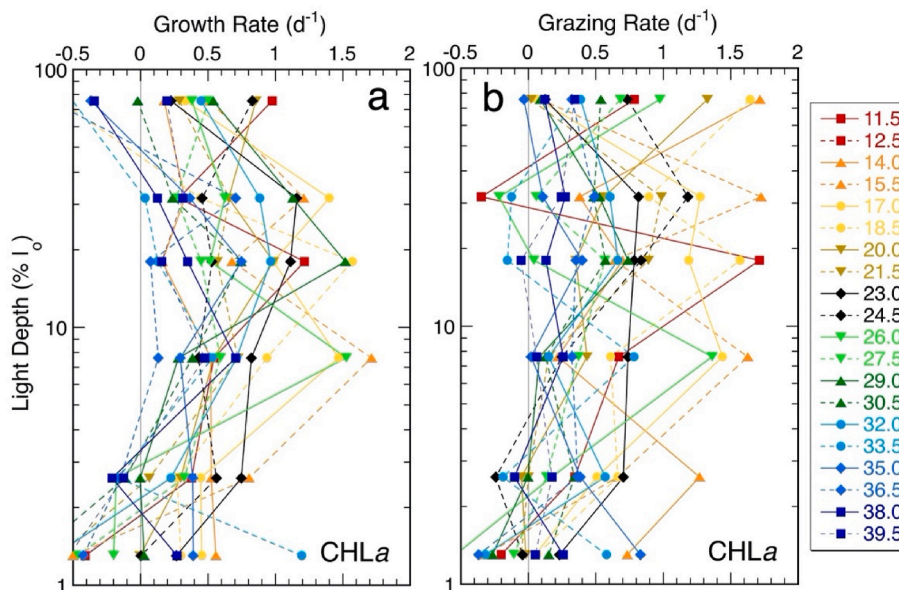 Growth Rate (d⁻¹)
-0.5 0 0.5 1 1.5 2
Grazing Rate (d⁻¹)
-0.5 0 0.5 1 1.5 2
100
10
1
Light Depth (% Iₒ)
a
CHLa
100
10
1
b
CHLa
11.5
12.5
14.0
15.5
17.0
18.5
20.0
21.5
23.0
24.5
26.0
27.5
29.0
30.5
32.0
33.5
35.0
36.5
38.0
39.5